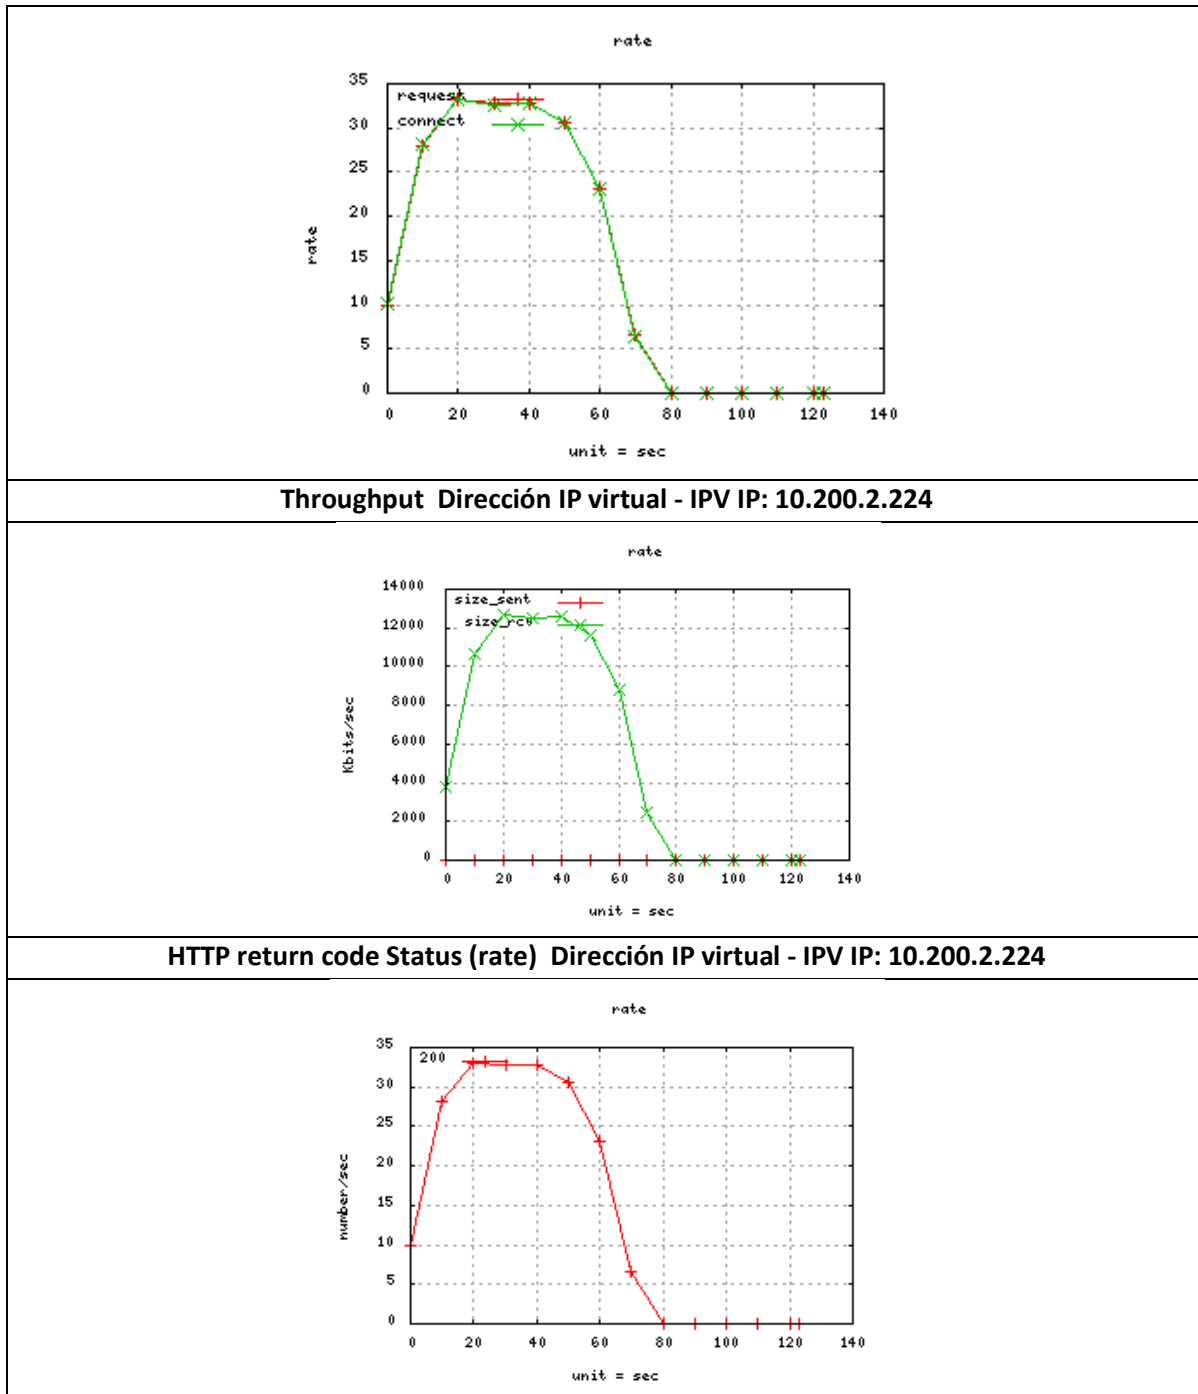 rate
35
request
connect
30
25
20
15
10
5
0
rate
0 20 40 60 80 100 120 140
unit = sec
Throughput Dirección IP virtual - IPV IP: 10.200.2.224
rate
14000
size_sent
size_rcv
12000
10000
8000
6000
4000
2000
0
Kbits/sec
0 20 40 60 80 100 120 140
unit = sec
HTTP return code Status (rate) Dirección IP virtual - IPV IP: 10.200.2.224
rate
35
200
30
25
20
15
10
5
0
number/sec
0 20 40 60 80 100 120 140
unit = sec